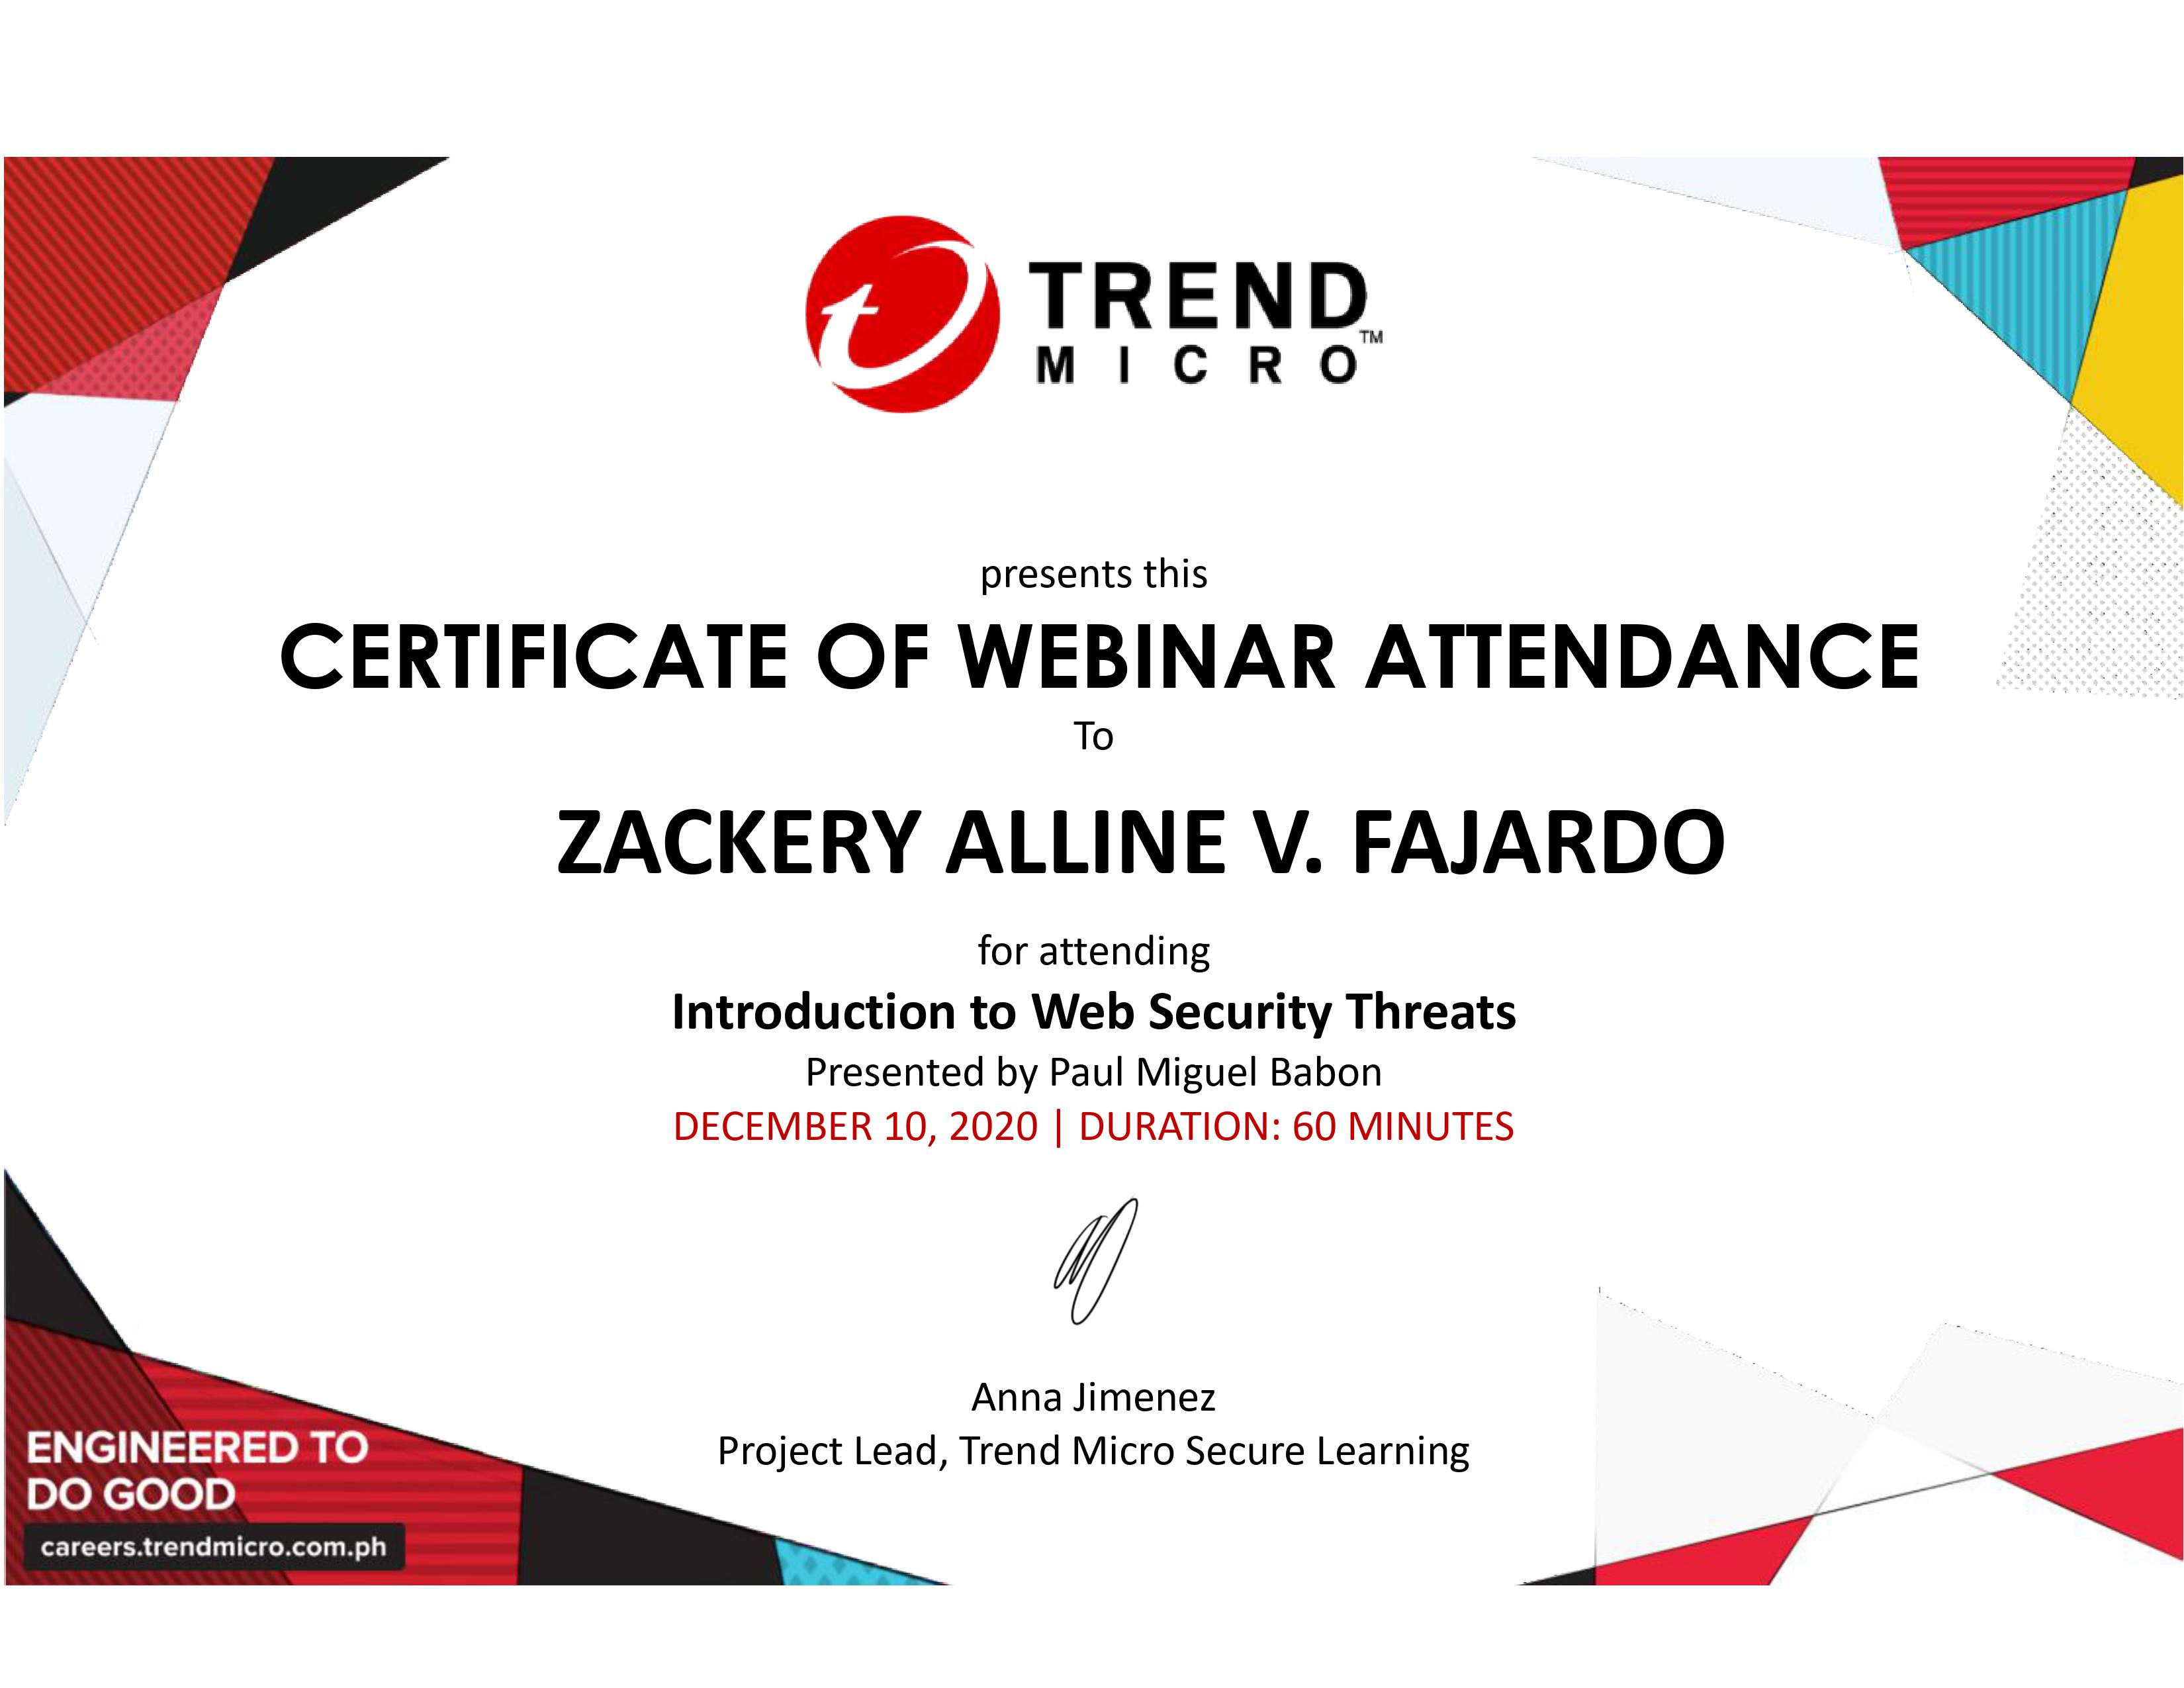 TREND
MICRO™
presents this
CERTIFICATE OF WEBINAR ATTENDANCE
To
ZACKERY ALLINE V. FAJARDO
for attending
Introduction to Web Security Threats
Presented by Paul Miguel Babon
DECEMBER 10, 2020 | DURATION: 60 MINUTES
Anna Jimenez
Project Lead, Trend Micro Secure Learning
ENGINEERED TO
DO GOOD
careers.trendmicro.com.ph